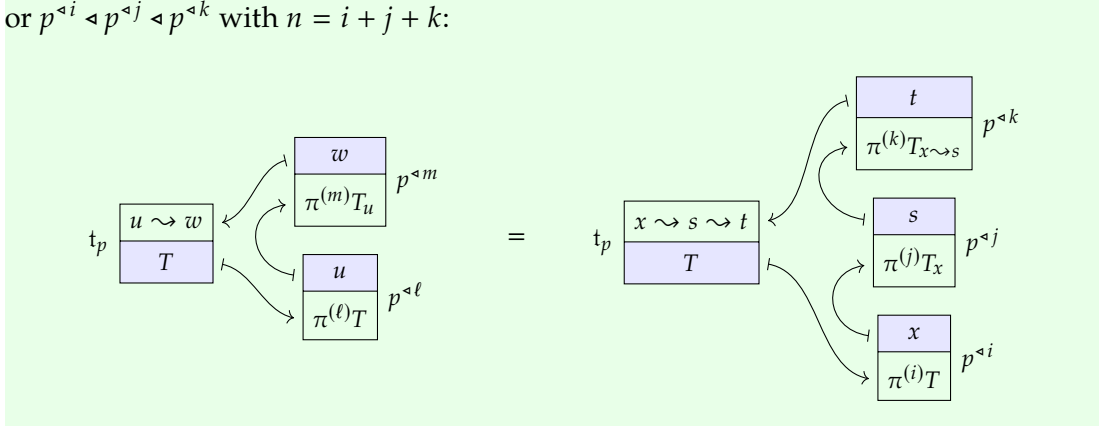 or p^{◁ i} ◁ p^{◁ j} ◁ p^{◁ k} with n = i + j + k:
w
π^{(m)}T_u
p^{◁ m}
u ⇝ w
T
𝔱_p
u
π^{(ℓ)}T
p^{◁ ℓ}
=
t
π^{(k)}T_{x⇝s}
p^{◁ k}
x ⇝ s ⇝ t
T
𝔱_p
s
π^{(j)}T_x
p^{◁ j}
x
π^{(i)}T
p^{◁ i}